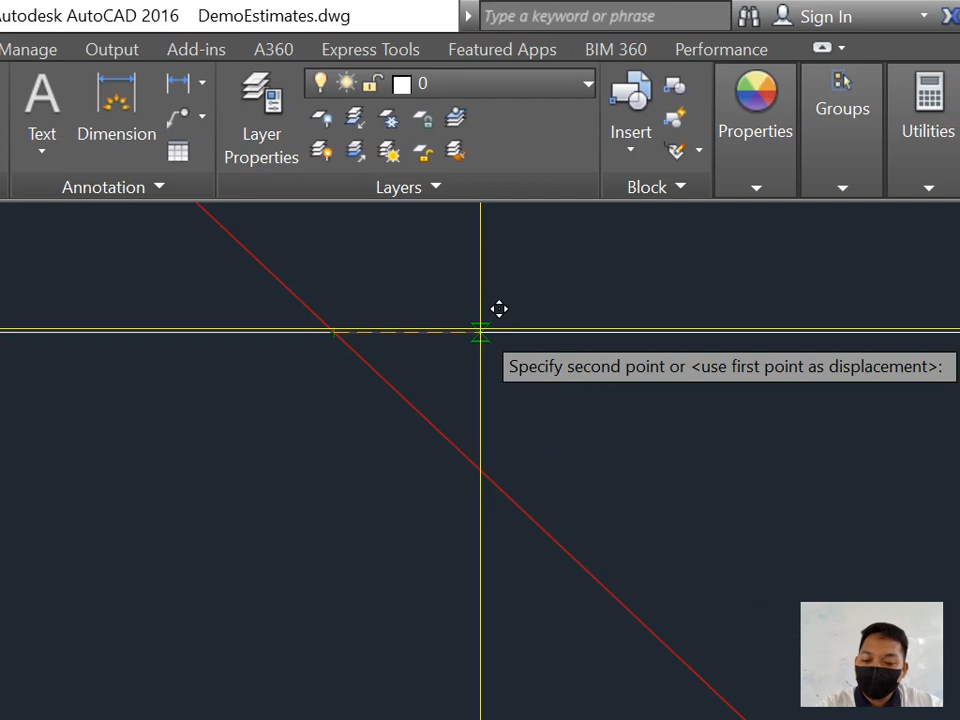 utodesk AutoCAD 2016 DemoEstimates.dwg Type a keyword or phrase Sign In
Manage Output Add-ins A360 Express Tools Featured Apps BIM 360 Performance
A 0
Text Dimension Layer Properties Insert Properties Groups Utilities
Annotation Layers Block
Specify second point or <use first point as displacement>: